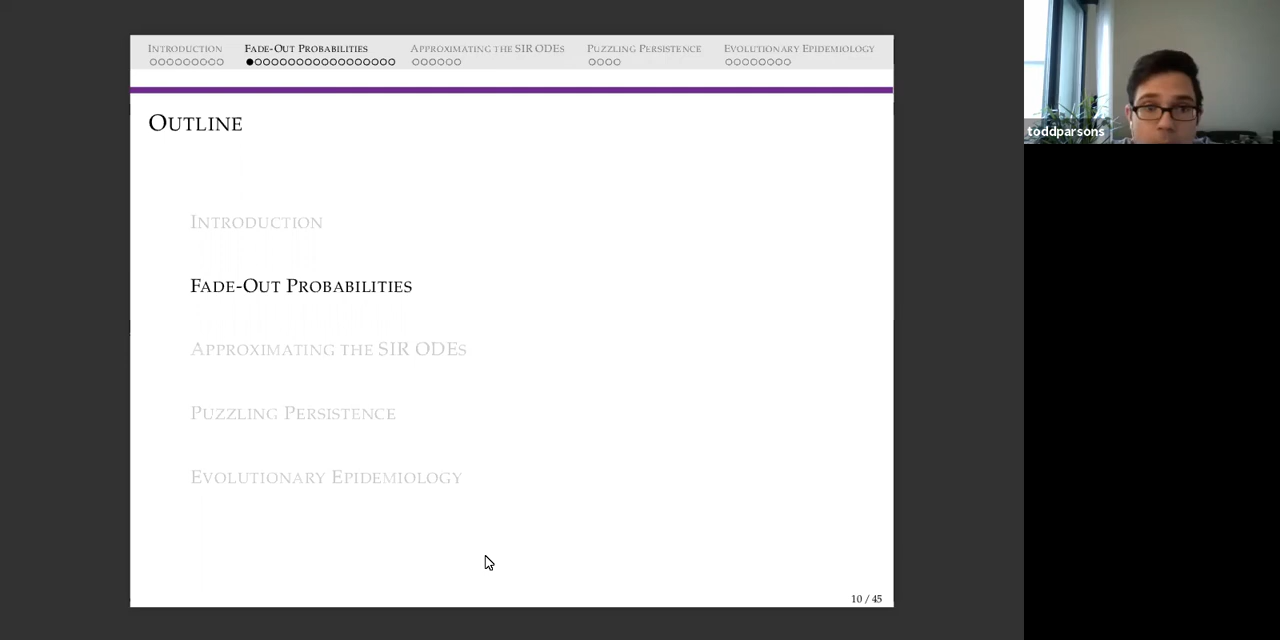 Introduction Fade-Out Probabilities Approximating the SIR ODEs Puzzling Persistence Evolutionary Epidemiology
Outline
Introduction
Fade-Out Probabilities
Approximating the SIR ODEs
Puzzling Persistence
Evolutionary Epidemiology
10 / 45
toddparsons